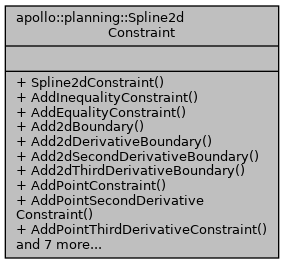 apollo::planning::Spline2d
Constraint
+ Spline2dConstraint()
+ AddInequalityConstraint()
+ AddEqualityConstraint()
+ Add2dBoundary()
+ Add2dDerivativeBoundary()
+ Add2dSecondDerivativeBoundary()
+ Add2dThirdDerivativeBoundary()
+ AddPointConstraint()
+ AddPointSecondDerivative
Constraint()
+ AddPointThirdDerivativeConstraint()
and 7 more...